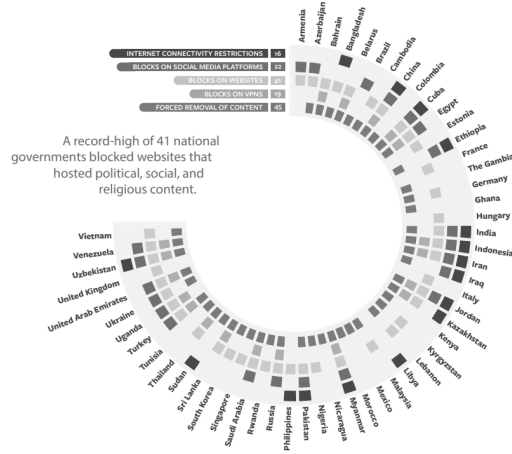 INTERNET CONNECTIVITY RESTRICTIONS 16
BLOCKS ON SOCIAL MEDIA PLATFORMS 22
BLOCKS ON WEBSITES 41
BLOCKS ON VPNS 19
FORCED REMOVAL OF CONTENT 45
A record-high of 41 national
governments blocked websites that
hosted political, social, and
religious content.
Armenia
Azerbaijan
Bahrain
Bangladesh
Belarus
Brazil
Cambodia
China
Colombia
Cuba
Egypt
Estonia
Ethiopia
France
The Gambia
Germany
Ghana
Hungary
India
Indonesia
Iran
Iraq
Italy
Jordan
Kazakhstan
Kenya
Kyrgyzstan
Lebanon
Libya
Malaysia
Mexico
Morocco
Myanmar
Nicaragua
Nigeria
Pakistan
Philippines
Russia
Rwanda
Saudi Arabia
Singapore
South Korea
Sri Lanka
Sudan
Thailand
Tunisia
Turkey
Uganda
Ukraine
United Arab Emirates
United Kingdom
Uzbekistan
Venezuela
Vietnam